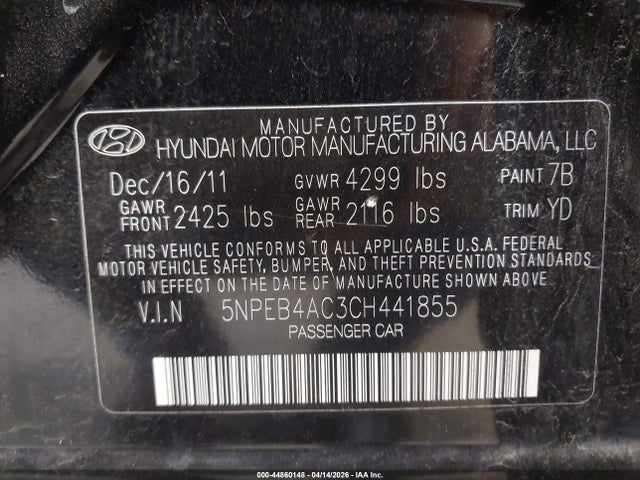 MANUFACTURED BY
HYUNDAI MOTOR MANUFACTURING ALABAMA, LLC
Dec/16/11 GVWR 4299 lbs PAINT 7B
GAWR FRONT 2425 lbs GAWR REAR 2116 lbs TRIM YD
THIS VEHICLE CONFORMS TO ALL APPLICABLE U.S.A. FEDERAL
MOTOR VEHICLE SAFETY, BUMPER, AND THEFT PREVENTION STANDARDS
IN EFFECT ON THE DATE OF MANUFACTURE SHOWN ABOVE.
V.I.N 5NPEB4AC3CH441855
PASSENGER CAR
000-44860148 - 04/14/2026 - IAA Inc.